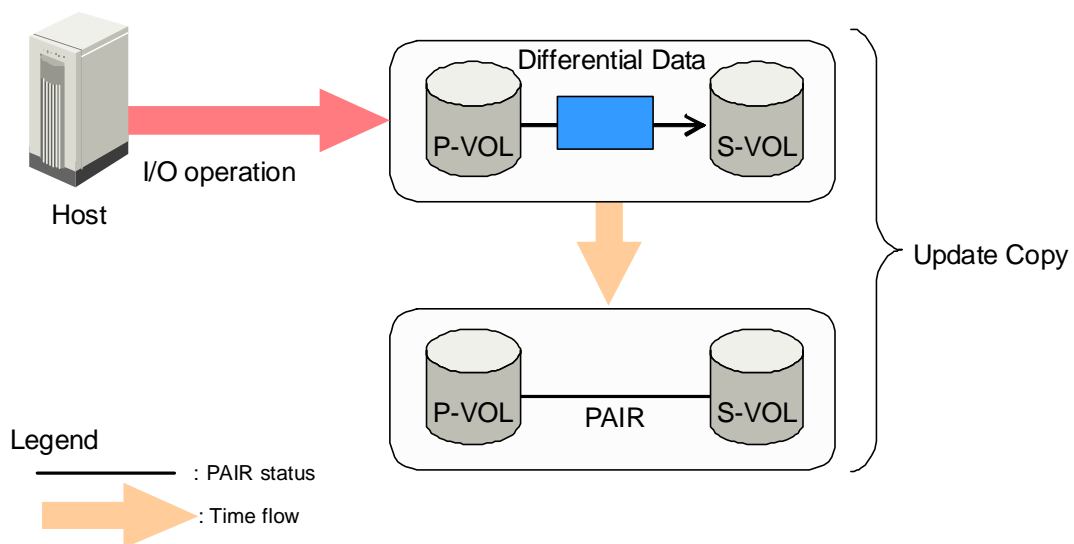 Differential Data
P-VOL
S-VOL
I/O operation
Host
Update Copy
P-VOL
PAIR
S-VOL
Legend
: PAIR status
: Time flow